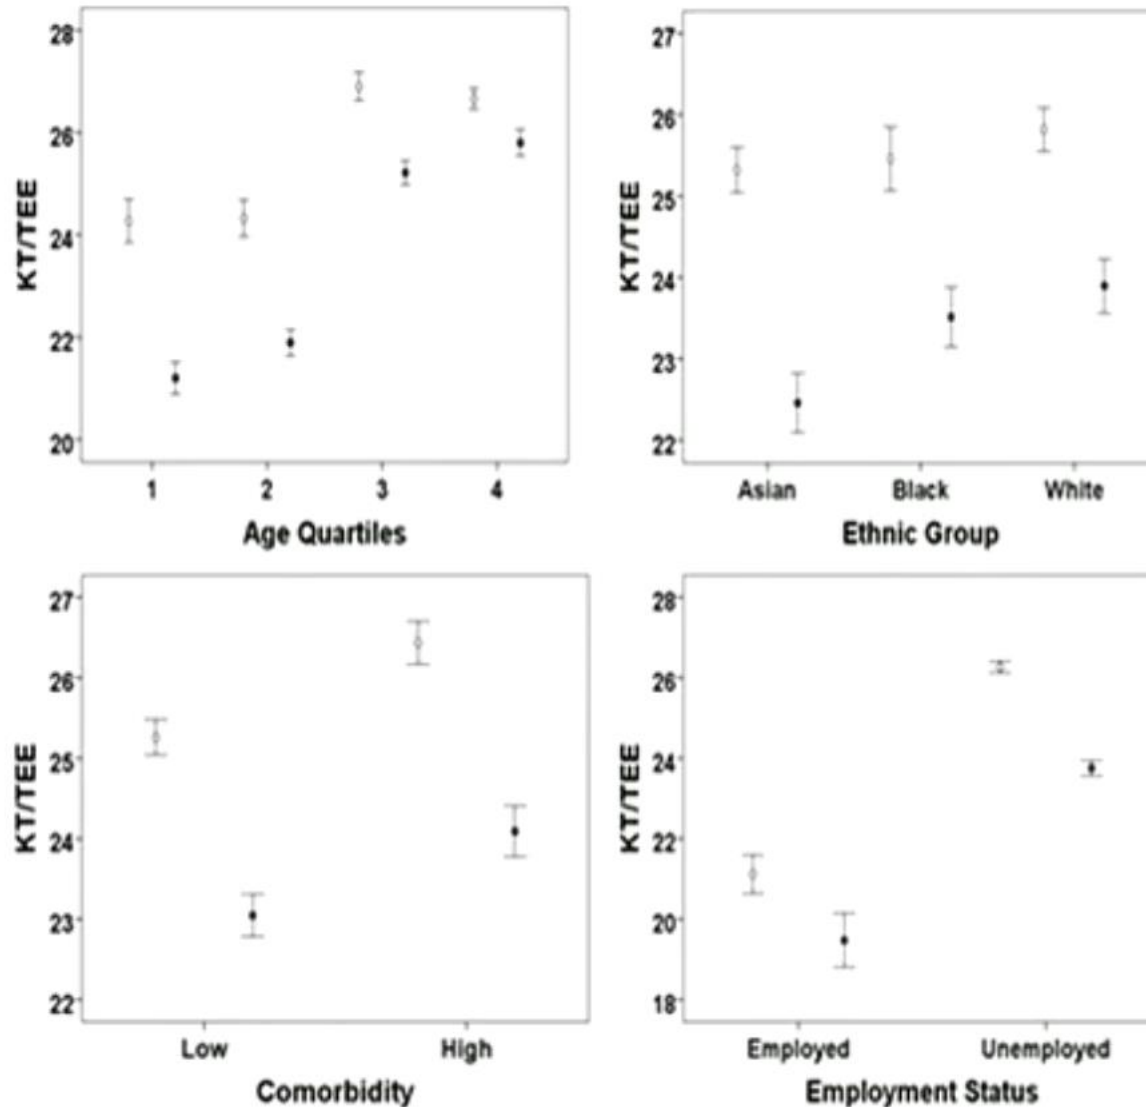 28
26
24
22
20
KT/TEE
1 2 3 4
Age Quartiles
27
26
25
24
23
22
KT/TEE
Asian Black White
Ethnic Group
27
26
25
24
23
22
KT/TEE
Low High
Comorbidity
28
26
24
22
20
18
KT/TEE
Employed Unemployed
Employment Status